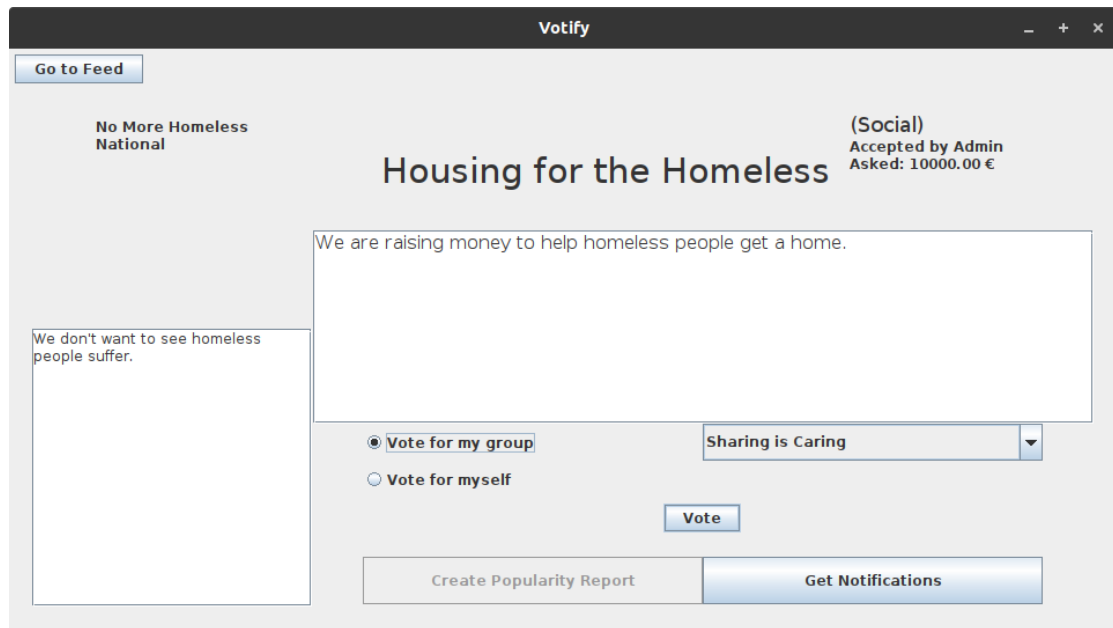 Votify
Go to Feed
No More Homeless
National
Housing for the Homeless
(Social)
Accepted by Admin
Asked: 10000.00 €
We are raising money to help homeless people get a home.
We don't want to see homeless
people suffer.
Vote for my group
Sharing is Caring
Vote for myself
Vote
Create Popularity Report
Get Notifications